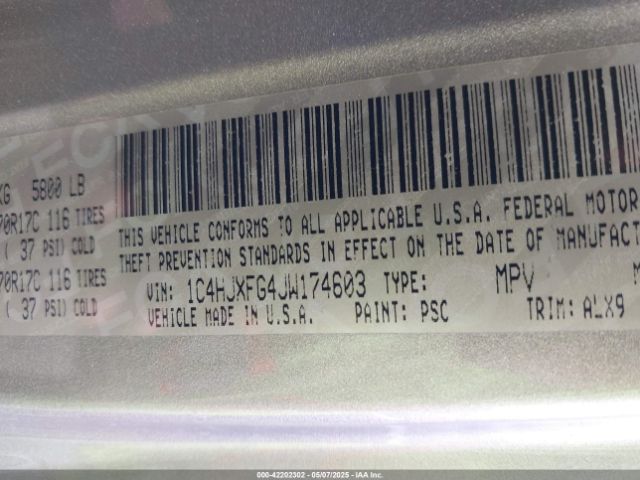 KG 5800 LB
70R17C 116 TIRES
( 37 PSI) COLD
70R17C 116 TIRES
( 37 PSI) COLD
THIS VEHICLE CONFORMS TO ALL APPLICABLE U.S.A. FEDERAL MOTOR
THEFT PREVENTION STANDARDS IN EFFECT ON THE DATE OF MANUFACT
VIN: 1C4HJXFG4JW174603 TYPE: MPV
VEHICLE MADE IN U.S.A. PAINT: PSC TRIM: ALX9
000-42202302 | 05/07/2025 | IAA Inc.